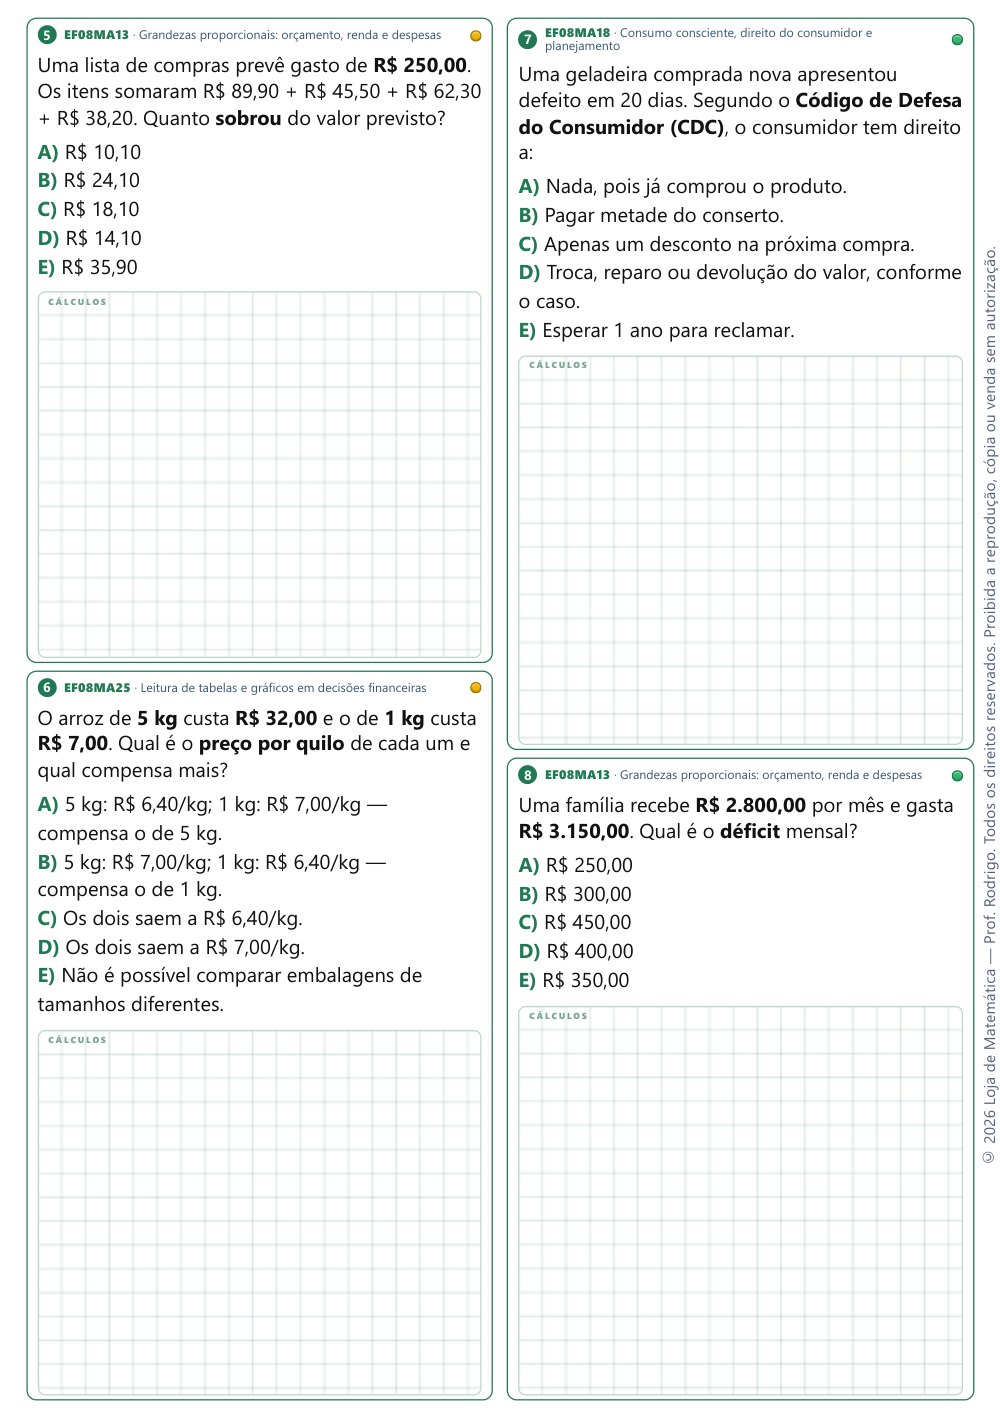 5 EF08MA13 · Grandezas proporcionais: orçamento, renda e despesas
Uma lista de compras prevê gasto de R$ 250,00.
Os itens somaram R$ 89,90 + R$ 45,50 + R$ 62,30
+ R$ 38,20. Quanto sobrou do valor previsto?
A) R$ 10,10
B) R$ 24,10
C) R$ 18,10
D) R$ 14,10
E) R$ 35,90
CÁLCULOS
6 EF08MA25 · Leitura de tabelas e gráficos em decisões financeiras
O arroz de 5 kg custa R$ 32,00 e o de 1 kg custa
R$ 7,00. Qual é o preço por quilo de cada um e
qual compensa mais?
A) 5 kg: R$ 6,40/kg; 1 kg: R$ 7,00/kg —
compensa o de 5 kg.
B) 5 kg: R$ 7,00/kg; 1 kg: R$ 6,40/kg —
compensa o de 1 kg.
C) Os dois saem a R$ 6,40/kg.
D) Os dois saem a R$ 7,00/kg.
E) Não é possível comparar embalagens de
tamanhos diferentes.
CÁLCULOS
7 EF08MA18 · Consumo consciente, direito do consumidor e
planejamento
Uma geladeira comprada nova apresentou
defeito em 20 dias. Segundo o Código de Defesa
do Consumidor (CDC), o consumidor tem direito
a:
A) Nada, pois já comprou o produto.
B) Pagar metade do conserto.
C) Apenas um desconto na próxima compra.
D) Troca, reparo ou devolução do valor, conforme
o caso.
E) Esperar 1 ano para reclamar.
CÁLCULOS
8 EF08MA13 · Grandezas proporcionais: orçamento, renda e despesas
Uma família recebe R$ 2.800,00 por mês e gasta
R$ 3.150,00. Qual é o déficit mensal?
A) R$ 250,00
B) R$ 300,00
C) R$ 450,00
D) R$ 400,00
E) R$ 350,00
CÁLCULOS
© 2026 Loja de Matemática — Prof. Rodrigo. Todos os direitos reservados. Proibida a reprodução, cópia ou venda sem autorização.